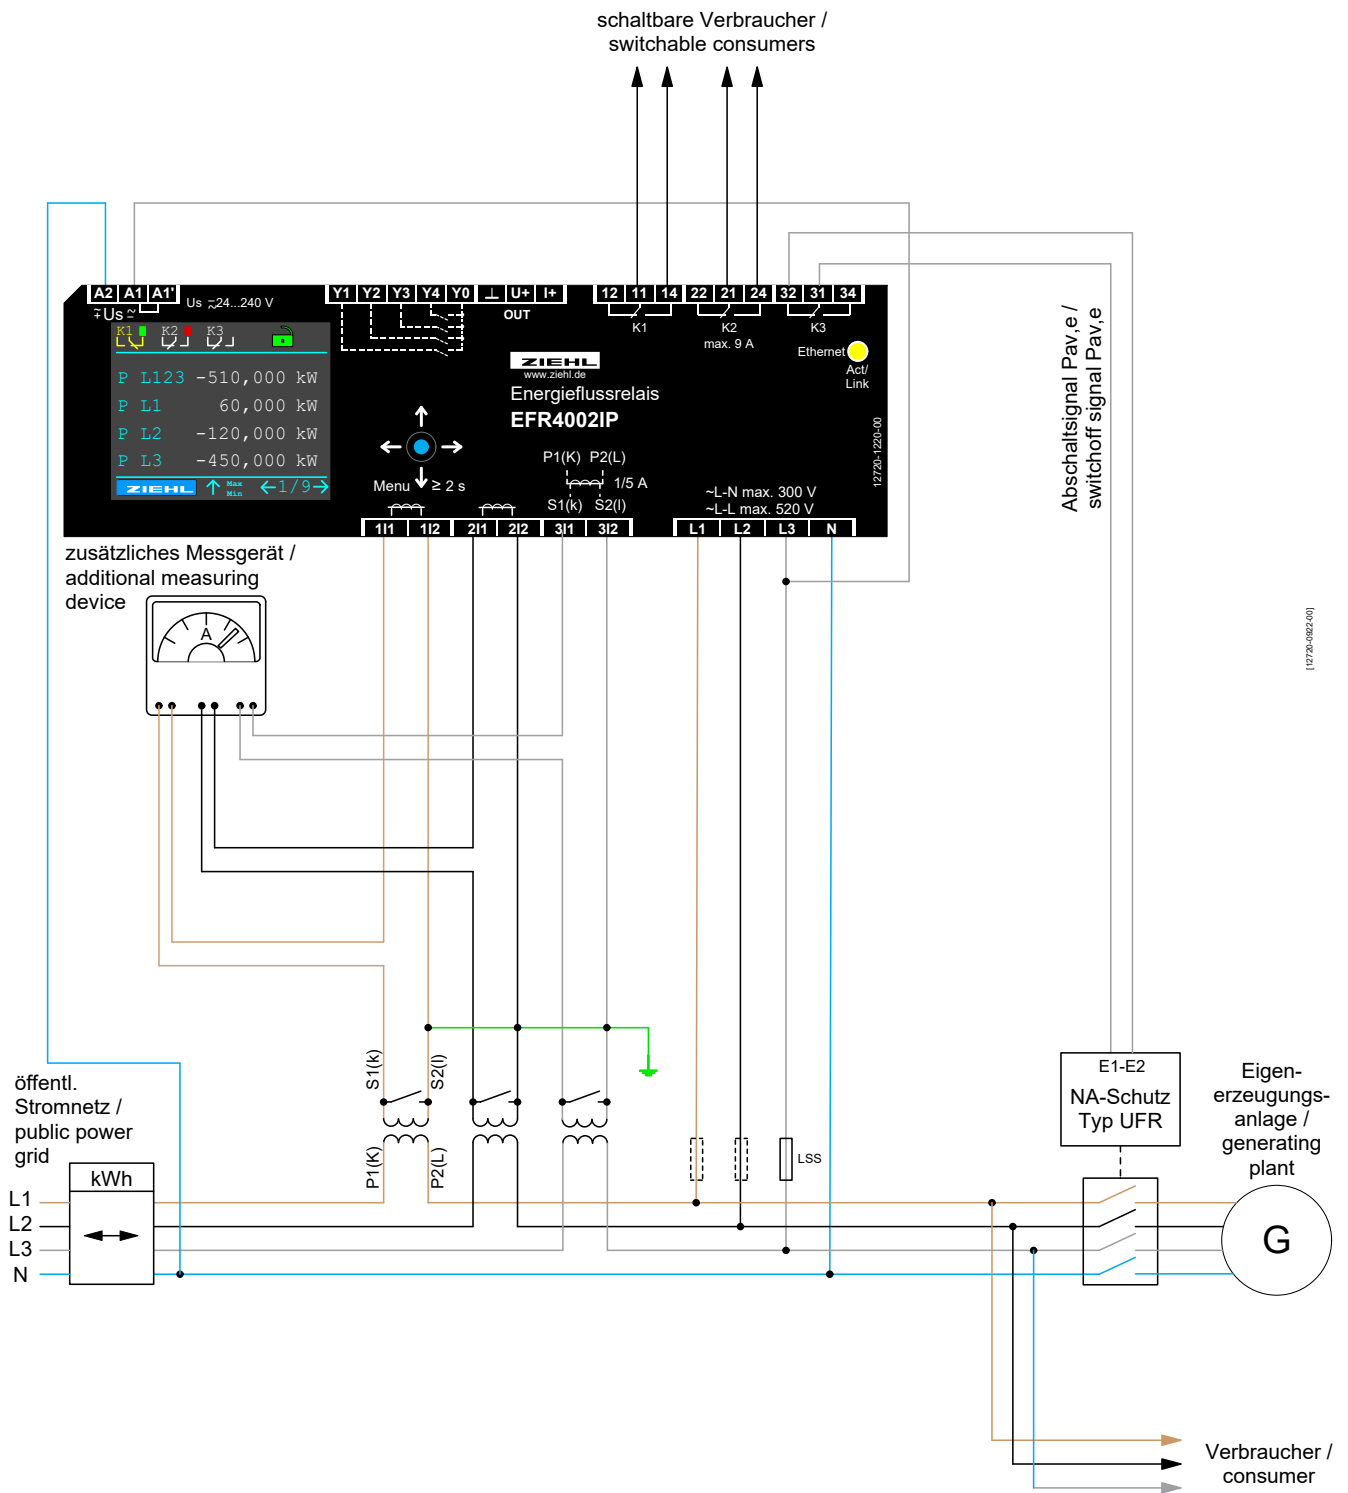 schaltbare Verbraucher /
switchable consumers
A2 A1 A1' Us 24...240 V
Us
Y1 Y2 Y3 Y4 Y0 ⊥ U+ I+
OUT
12 11 14 22 21 24 32 31 34
K1 K2 K3
max. 9 A
K1 K2 K3
P L123 -510,000 kW
P L1 60,000 kW
P L2 -120,000 kW
P L3 -450,000 kW
ZIEHL ↑ Max Min ←1/9→
Menu ≥ 2 s
ZIEHL
www.ziehl.de
Energieflussrelais
EFR4002IP
Ethernet
Act/
Link
12720-1220-00
P1(K) P2(L)
1/5 A
S1(k) S2(l)
~L-N max. 300 V
~L-L max. 520 V
1I1 1I2 2I1 2I2 3I1 3I2 L1 L2 L3 N
Abschaltsignal Pav,e /
switchoff signal Pav,e
zusätzliches Messgerät /
additional measuring
device
A
[12720-0922-00]
S1(k) S2(l)
P1(K) P2(L)
LSS
E1-E2
NA-Schutz
Typ UFR
Eigen-
erzeugungs-
anlage /
generating
plant
G
öffentl.
Stromnetz /
public power
grid
kWh
L1
L2
L3
N
Verbraucher /
consumer